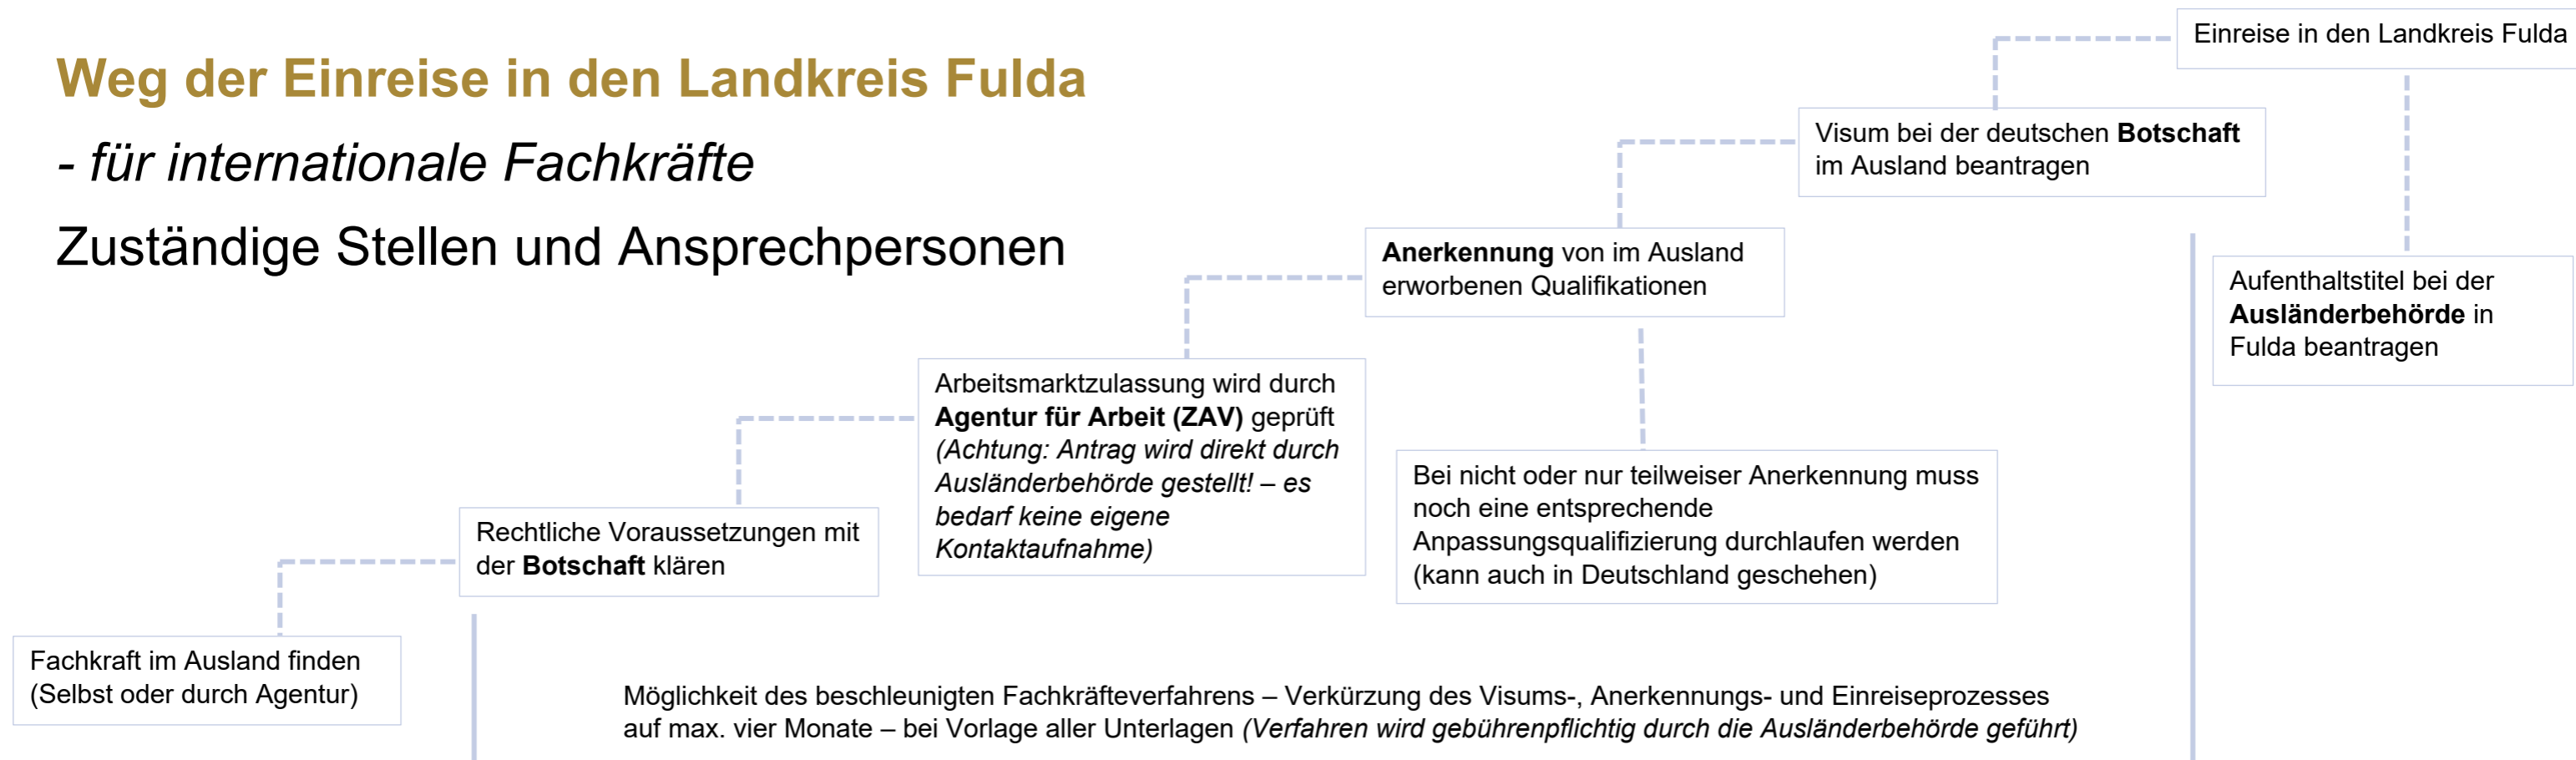 Weg der Einreise in den Landkreis Fulda
- für internationale Fachkräfte
Zuständige Stellen und Ansprechpersonen
Fachkraft im Ausland finden
(Selbst oder durch Agentur)
Rechtliche Voraussetzungen mit
der Botschaft klären
Arbeitsmarktzulassung wird durch
Agentur für Arbeit (ZAV) geprüft
(Achtung: Antrag wird direkt durch
Ausländerbehörde gestellt! – es
bedarf keine eigene
Kontaktaufnahme)
Anerkennung von im Ausland
erworbenen Qualifikationen
Bei nicht oder nur teilweiser Anerkennung muss
noch eine entsprechende
Anpassungsqualifizierung durchlaufen werden
(kann auch in Deutschland geschehen)
Visum bei der deutschen Botschaft
im Ausland beantragen
Einreise in den Landkreis Fulda
Aufenthaltstitel bei der
Ausländerbehörde in
Fulda beantragen
Möglichkeit des beschleunigten Fachkräfteverfahrens – Verkürzung des Visums-, Anerkennungs- und Einreiseprozesses
auf max. vier Monate – bei Vorlage aller Unterlagen (Verfahren wird gebührenpflichtig durch die Ausländerbehörde geführt)